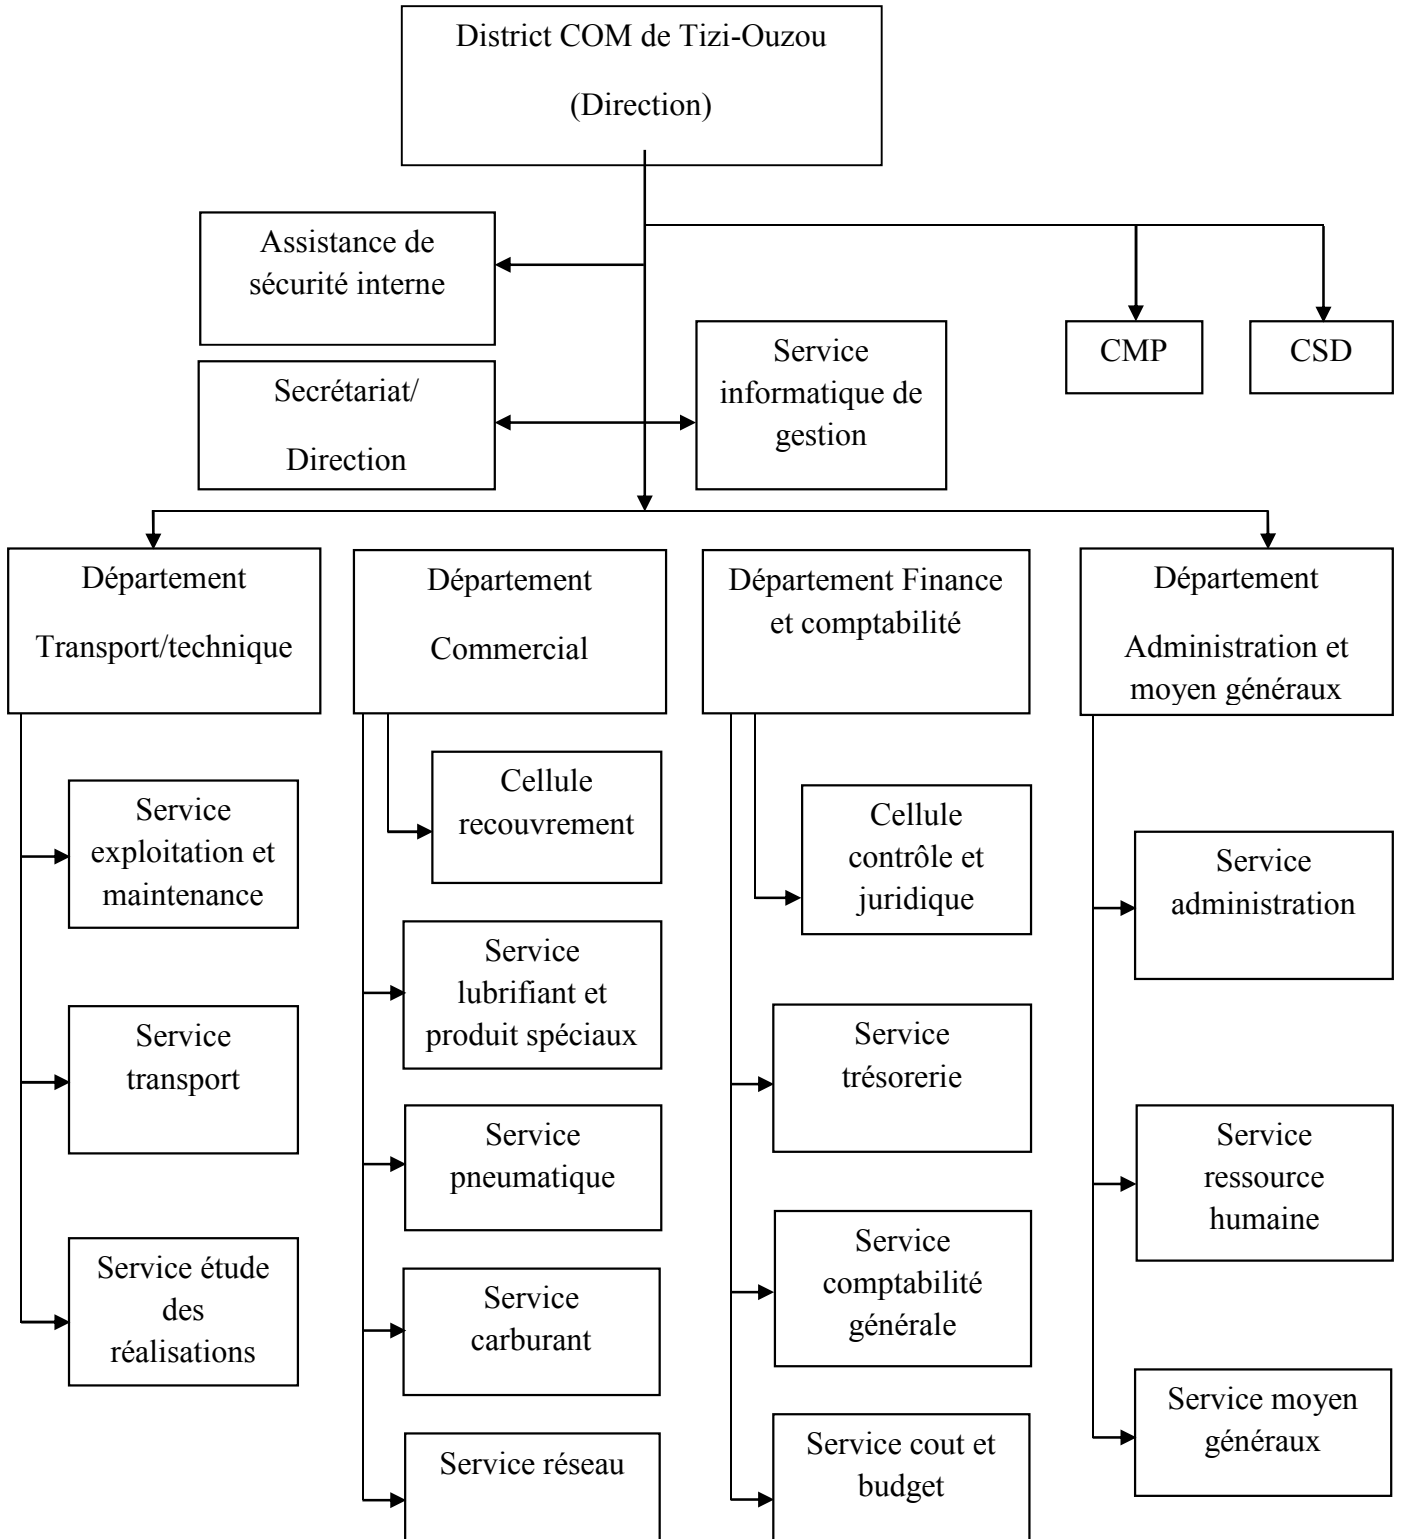 District COM de Tizi-Ouzou
(Direction)
Assistance de
sécurité interne
Secrétariat/
Direction
Service
informatique de
gestion
CMP
CSD
Département
Transport/technique
Département
Commercial
Département Finance
et comptabilité
Département
Administration et
moyen généraux
Service
exploitation et
maintenance
Service
transport
Service étude
des
réalisations
Cellule
recouvrement
Service
lubrifiant et
produit spéciaux
Service
pneumatique
Service
carburant
Service réseau
Cellule
contrôle et
juridique
Service
trésorerie
Service
comptabilité
générale
Service cout et
budget
Service
administration
Service
ressource
humaine
Service moyen
généraux